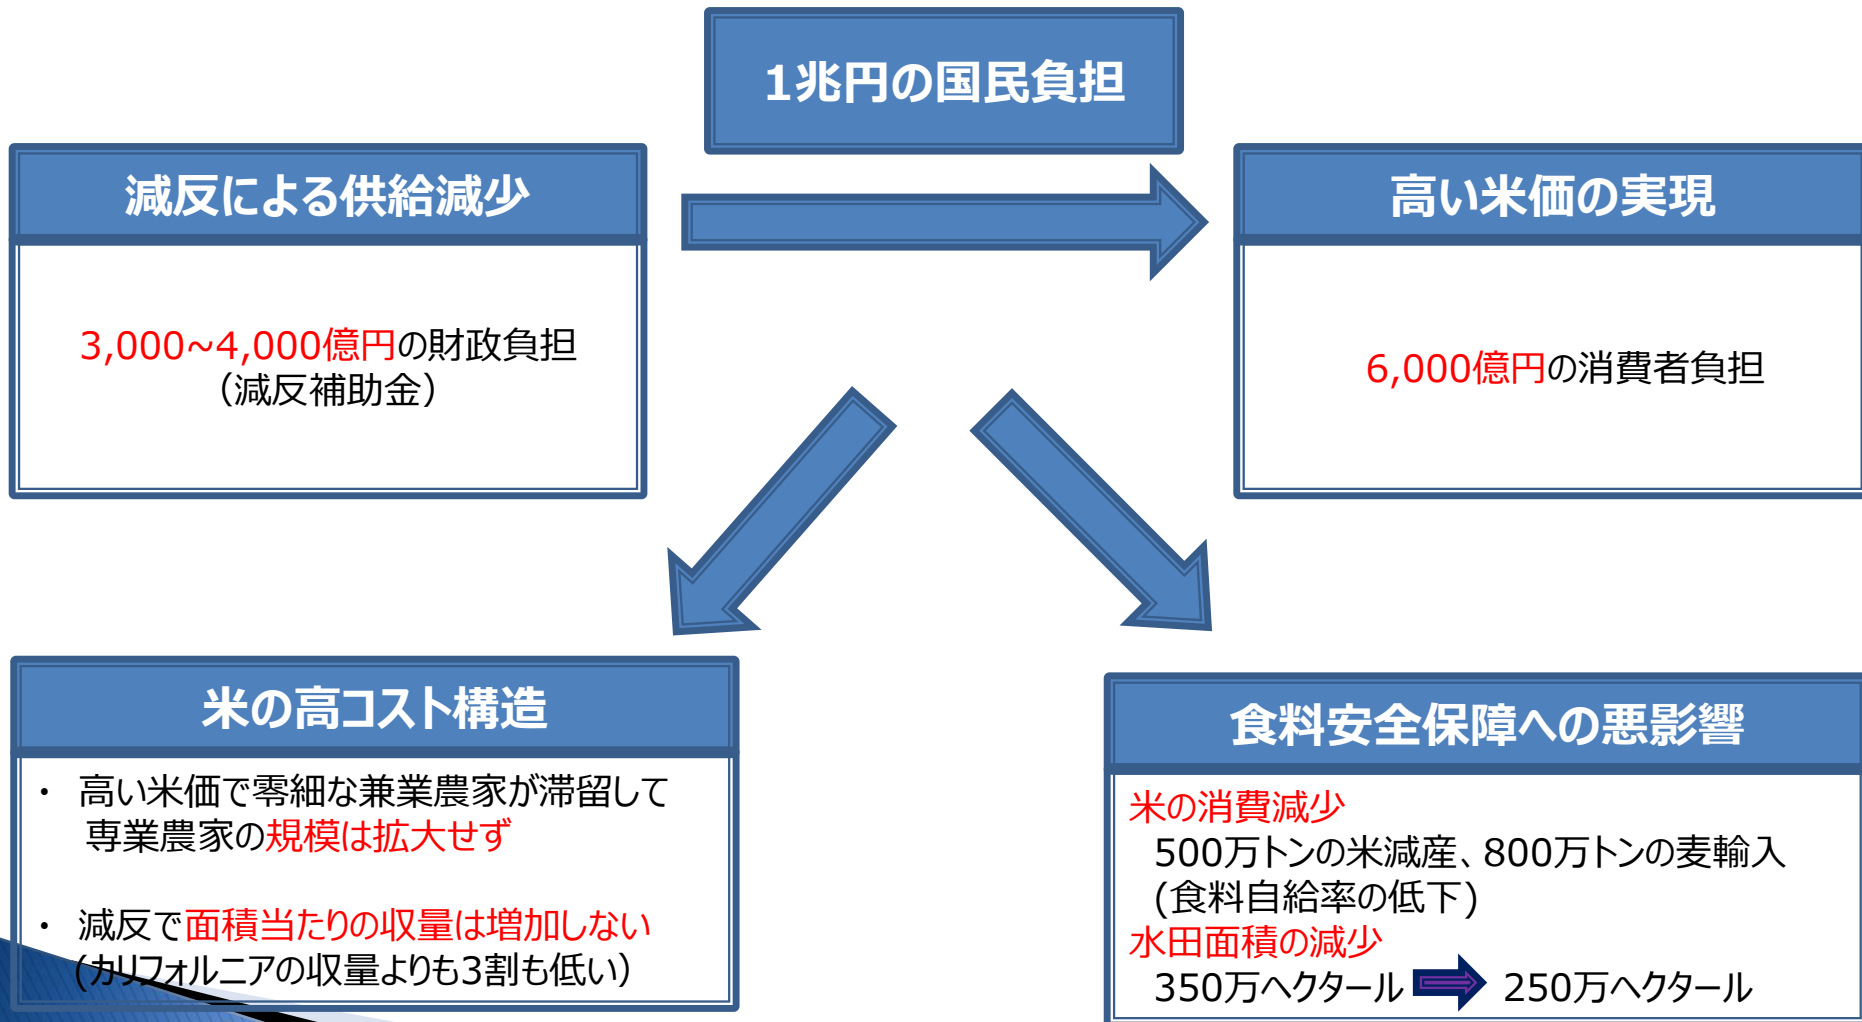 1兆円の国民負担
減反による供給減少
3,000~4,000億円の財政負担
（減反補助金）
高い米価の実現
6,000億円の消費者負担
米の高コスト構造
・ 高い米価で零細な兼業農家が滞留して
専業農家の規模は拡大せず
・ 減反で面積当たりの収量は増加しない
(カリフォルニアの収量よりも3割も低い）
食料安全保障への悪影響
米の消費減少
500万トンの米減産、800万トンの麦輸入
(食料自給率の低下)
水田面積の減少
350万ヘクタール 250万ヘクタール